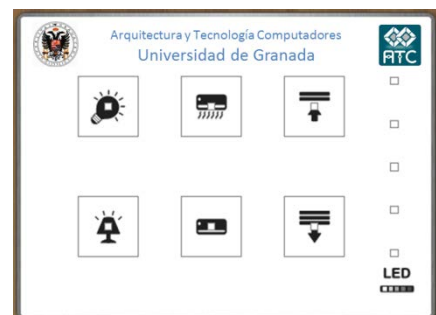 Arquitectura y Tecnología Computadores
Universidad de Granada
ATC
LED